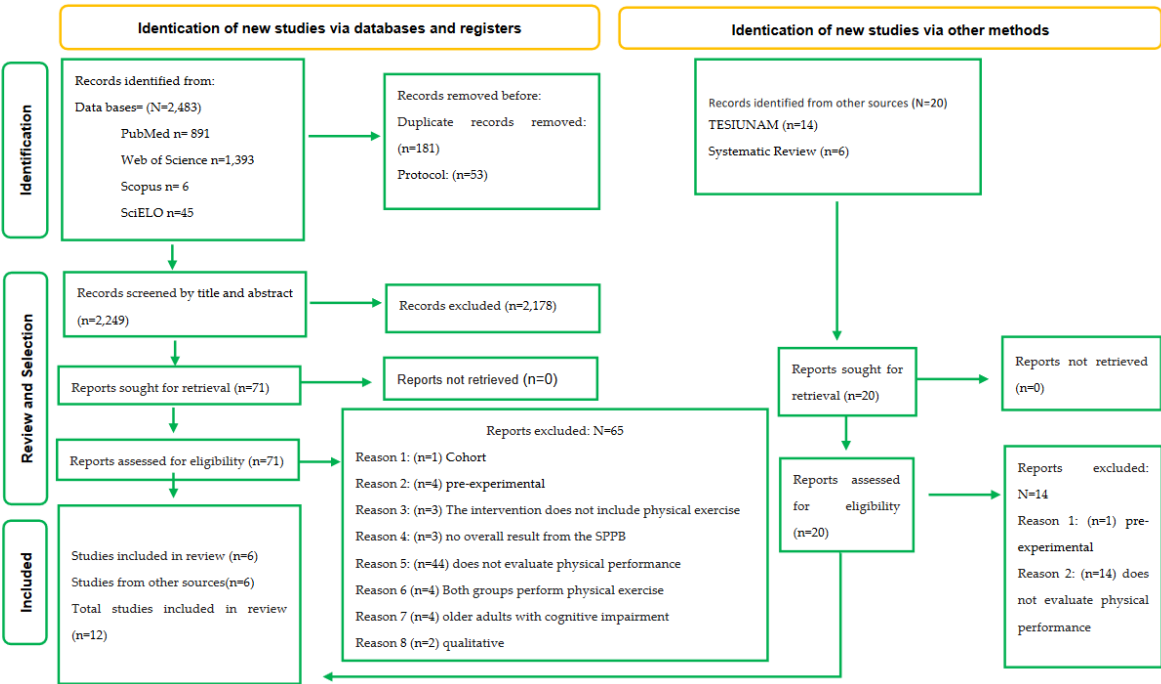 Identication of new studies via databases and registers
Identication of new studies via other methods
Identification
Records identified from:
Data bases= (N=2,483)
PubMed n= 891
Web of Science n=1,393
Scopus n= 6
SciELO n=45
Records removed before:
Duplicate records removed:
(n=181)
Protocol: (n=53)
Records identified from other sources (N=20)
TESIUNAM (n=14)
Systematic Review (n=6)
Review and Selection
Records screened by title and abstract
(n=2,249)
Records excluded (n=2,178)
Reports sought for retrieval (n=71)
Reports not retrieved (n=0)
Reports sought for
retrieval (n=20)
Reports not retrieved
(n=0)
Reports assessed for eligibility (n=71)
Reports excluded: N=65
Reason 1: (n=1) Cohort
Reason 2: (n=4) pre-experimental
Reason 3: (n=3) The intervention does not include physical exercise
Reason 4: (n=3) no overall result from the SPPB
Reason 5: (n=44) does not evaluate physical performance
Reason 6 (n=4) Both groups perform physical exercise
Reason 7 (n=4) older adults with cognitive impairment
Reason 8 (n=2) qualitative
Reports assessed
for eligibility
(n=20)
Reports excluded:
N=14
Reason 1: (n=1) pre-
experimental
Reason 2: (n=14) does
not evaluate physical
performance
Included
Studies included in review (n=6)
Studies from other sources(n=6)
Total studies included in review
(n=12)